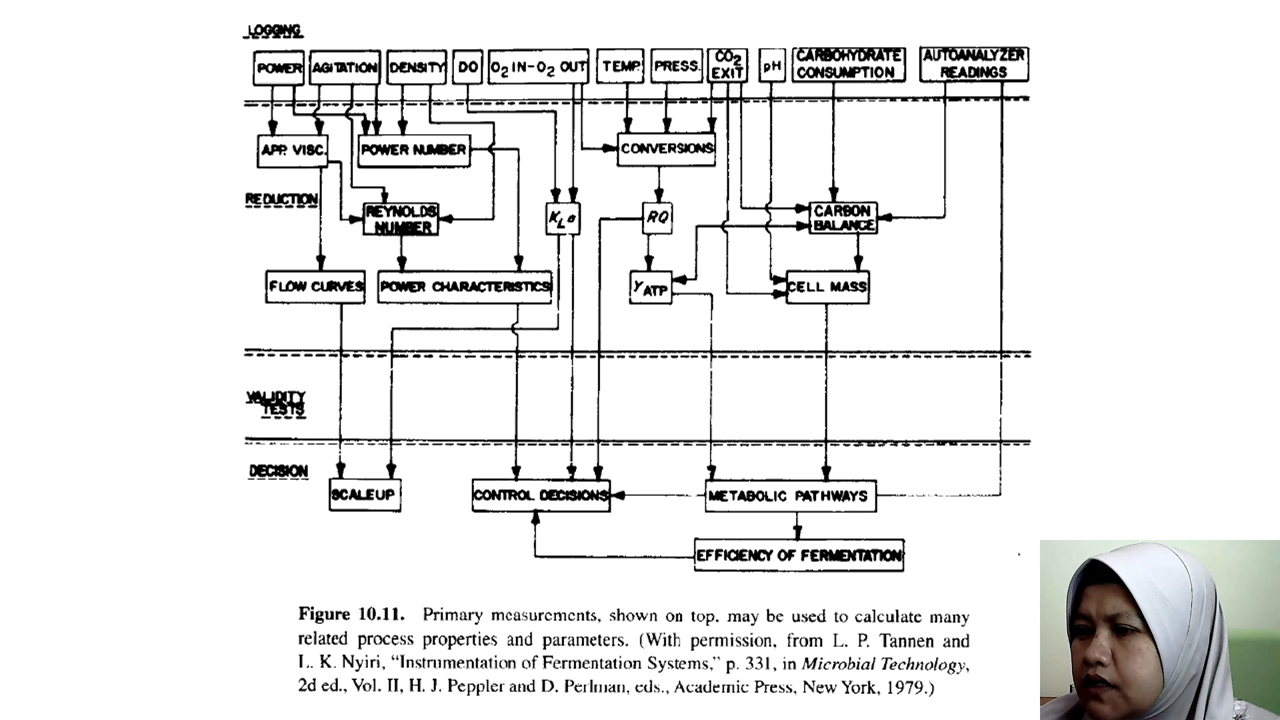 LOGGING
POWER
AGITATION
DENSITY
DO
O2 IN-O2 OUT
TEMP.
PRESS.
CO2
EXIT
pH
CARBOHYDRATE
CONSUMPTION
AUTOANALYZER
READINGS
APP. VISC.
POWER NUMBER
CONVERSIONS
REDUCTION
REYNOLDS
NUMBER
KLa
RQ
CARBON
BALANCE
FLOW CURVES
POWER CHARACTERISTICS
YATP
CELL MASS
VALIDITY
TESTS
DECISION
SCALEUP
CONTROL DECISIONS
METABOLIC PATHWAYS
EFFICIENCY OF FERMENTATION
Figure 10.11. Primary measurements, shown on top, may be used to calculate many
related process properties and parameters. (With permission, from L. P. Tannen and
L. K. Nyiri, “Instrumentation of Fermentation Systems,” p. 331, in Microbial Technology,
2d ed., Vol. II, H. J. Peppler and D. Perlman, eds., Academic Press, New York, 1979.)